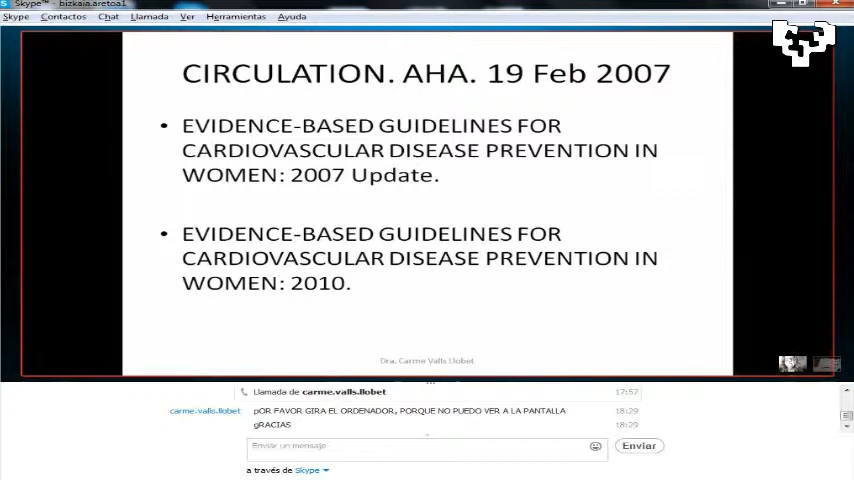 Skype™ - bizkaia.aretoa1
Skype Contactos Chat Llamada Ver Herramientas Ayuda
CIRCULATION. AHA. 19 Feb 2007
• EVIDENCE-BASED GUIDELINES FOR
CARDIOVASCULAR DISEASE PREVENTION IN
WOMEN: 2007 Update.
• EVIDENCE-BASED GUIDELINES FOR
CARDIOVASCULAR DISEASE PREVENTION IN
WOMEN: 2010.
Dra. Carme Valls Llobet
Llamada de carme.valls.llobet 17:57
carme.valls.llobet pOR FAVOR GIRA EL ORDENADOR, PORQUE NO PUEDO VER A LA PANTALLA 18:29
gRACIAS 18:29
Enviar un mensaje Enviar
a través de Skype